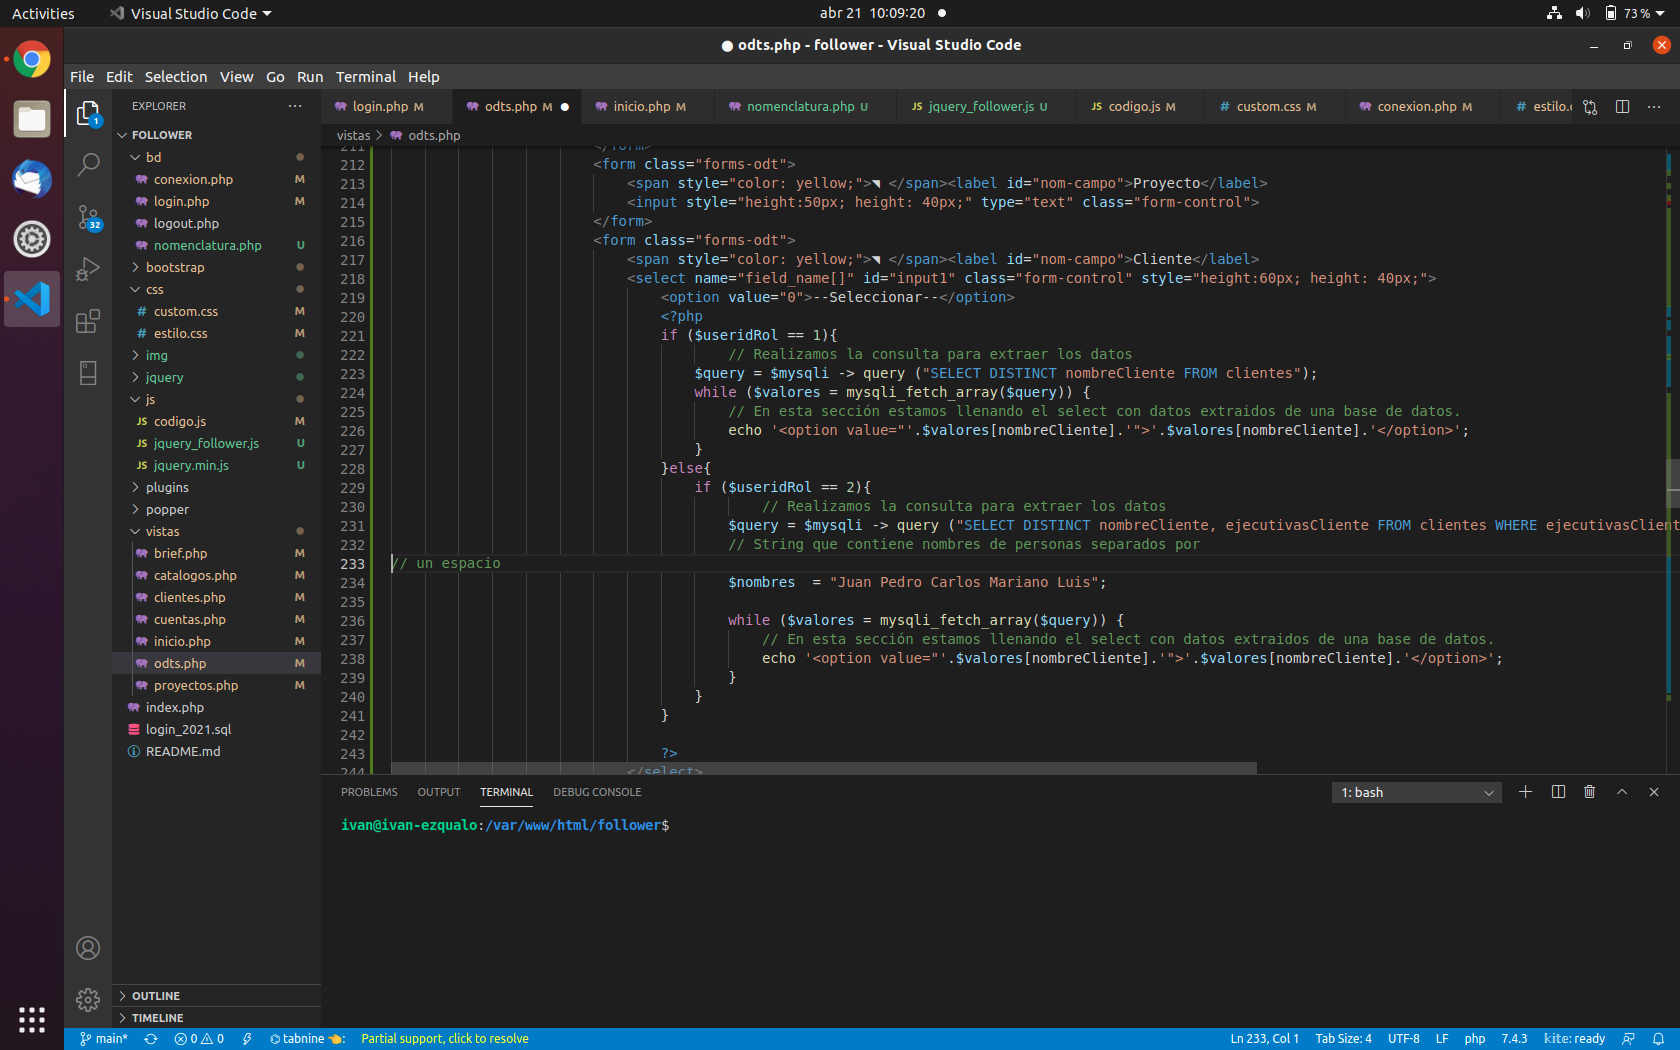 Activities
Visual Studio Code
abr 21 10:09:20
73 %
odts.php - follower - Visual Studio Code
File Edit Selection View Go Run Terminal Help
EXPLORER
login.php M
odts.php M
inicio.php M
nomenclatura.php U
jquery_follower.js U
JS codigo.js M
# custom.css M
conexion.php M
# estilo.c
vistas > odts.php
FOLLOWER
bd
conexion.php M
login.php M
logout.php
nomenclatura.php U
bootstrap
css
# custom.css M
# estilo.css M
img
jquery
js
JS codigo.js M
JS jquery_follower.js U
JS jquery.min.js U
plugins
popper
vistas
brief.php M
catalogos.php M
clientes.php M
cuentas.php M
inicio.php M
odts.php M
proyectos.php M
index.php
login_2021.sql
README.md
OUTLINE
TIMELINE
1
32
211 </form>
212 <form class="forms-odt">
213 <span style="color: yellow;">◥ </span><label id="nom-campo">Proyecto</label>
214 <input style="height:50px; height: 40px;" type="text" class="form-control">
215 </form>
216 <form class="forms-odt">
217 <span style="color: yellow;">◥ </span><label id="nom-campo">Cliente</label>
218 <select name="field_name[]" id="input1" class="form-control" style="height:60px; height: 40px;">
219 <option value="0">--Seleccionar--</option>
220 <?php
221 if ($useridRol == 1){
222 // Realizamos la consulta para extraer los datos
223 $query = $mysqli -> query ("SELECT DISTINCT nombreCliente FROM clientes");
224 while ($valores = mysqli_fetch_array($query)) {
225 // En esta sección estamos llenando el select con datos extraidos de una base de datos.
226 echo '<option value="'.$valores[nombreCliente].'">'.$valores[nombreCliente].'</option>';
227 }
228 }else{
229 if ($useridRol == 2){
230 // Realizamos la consulta para extraer los datos
231 $query = $mysqli -> query ("SELECT DISTINCT nombreCliente, ejecutivasCliente FROM clientes WHERE ejecutivasClient
232 // String que contiene nombres de personas separados por
233 // un espacio
234 $nombres  = "Juan Pedro Carlos Mariano Luis";
235
236 while ($valores = mysqli_fetch_array($query)) {
237 // En esta sección estamos llenando el select con datos extraidos de una base de datos.
238 echo '<option value="'.$valores[nombreCliente].'">'.$valores[nombreCliente].'</option>';
239 }
240 }
241 }
242
243 ?>
244 </select>
PROBLEMS OUTPUT TERMINAL DEBUG CONSOLE
1: bash
ivan@ivan-ezqualo:/var/www/html/follower$
main* 0 0 tabnine : Partial support, click to resolve
Ln 233, Col 1 Tab Size: 4 UTF-8 LF php 7.4.3 kite: ready